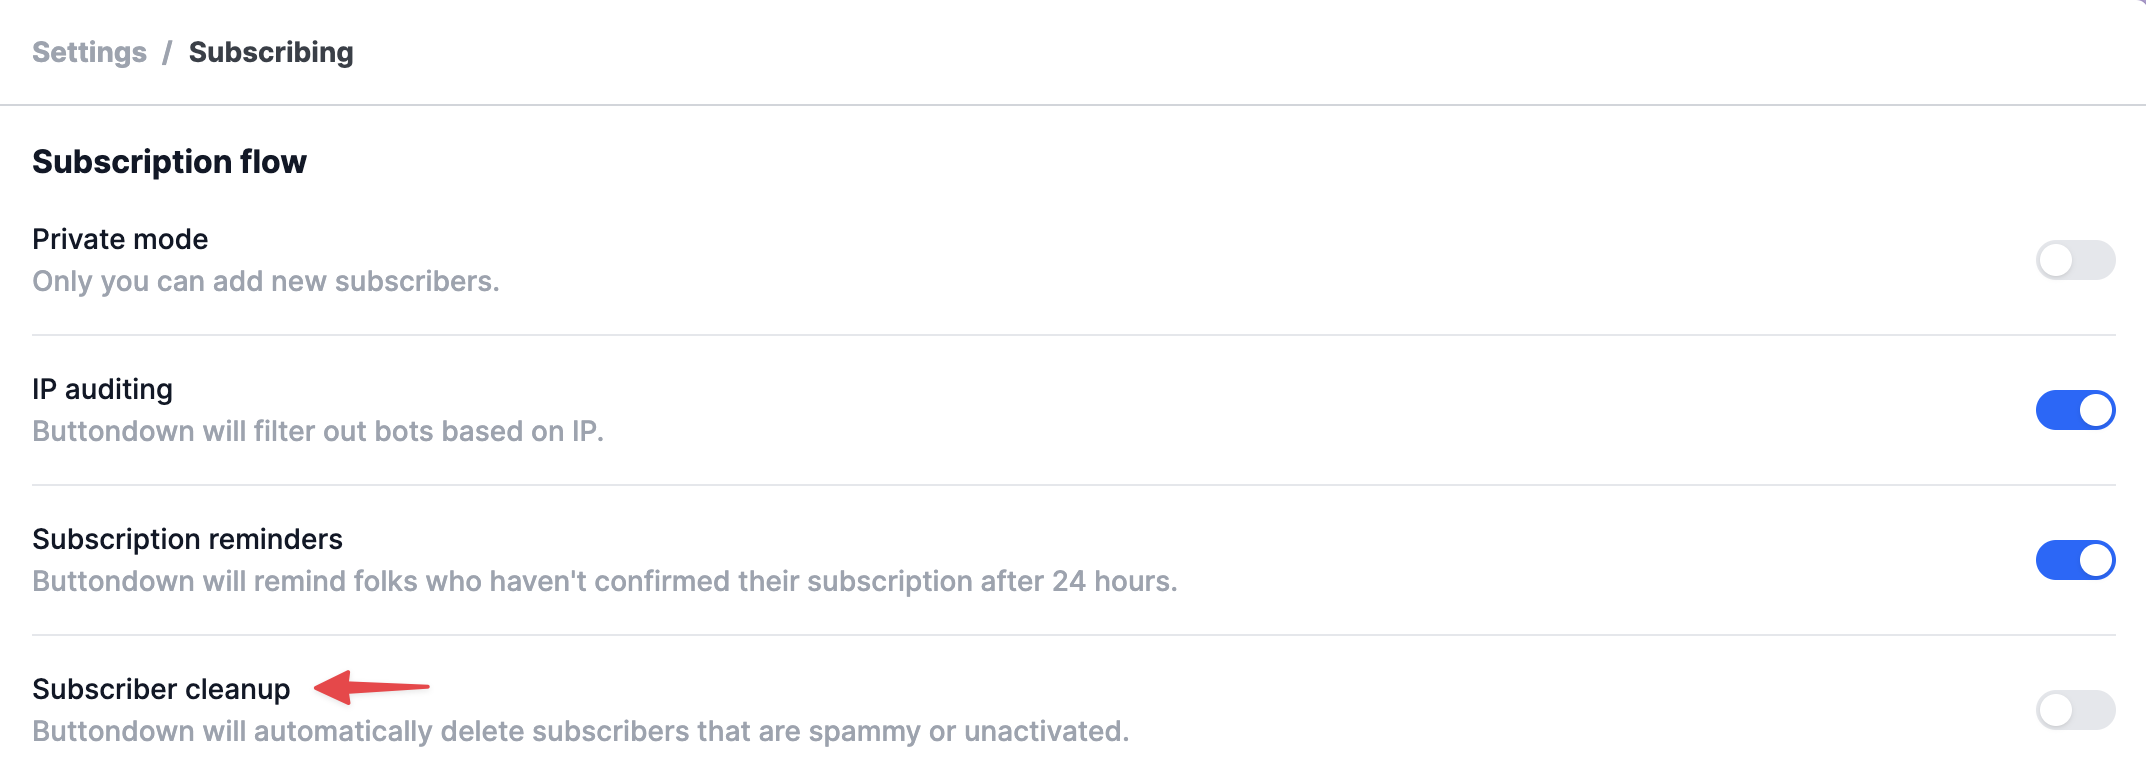 Settings / Subscribing
Subscription flow
Private mode
Only you can add new subscribers.
IP auditing
Buttondown will filter out bots based on IP.
Subscription reminders
Buttondown will remind folks who haven't confirmed their subscription after 24 hours.
Subscriber cleanup
Buttondown will automatically delete subscribers that are spammy or unactivated.